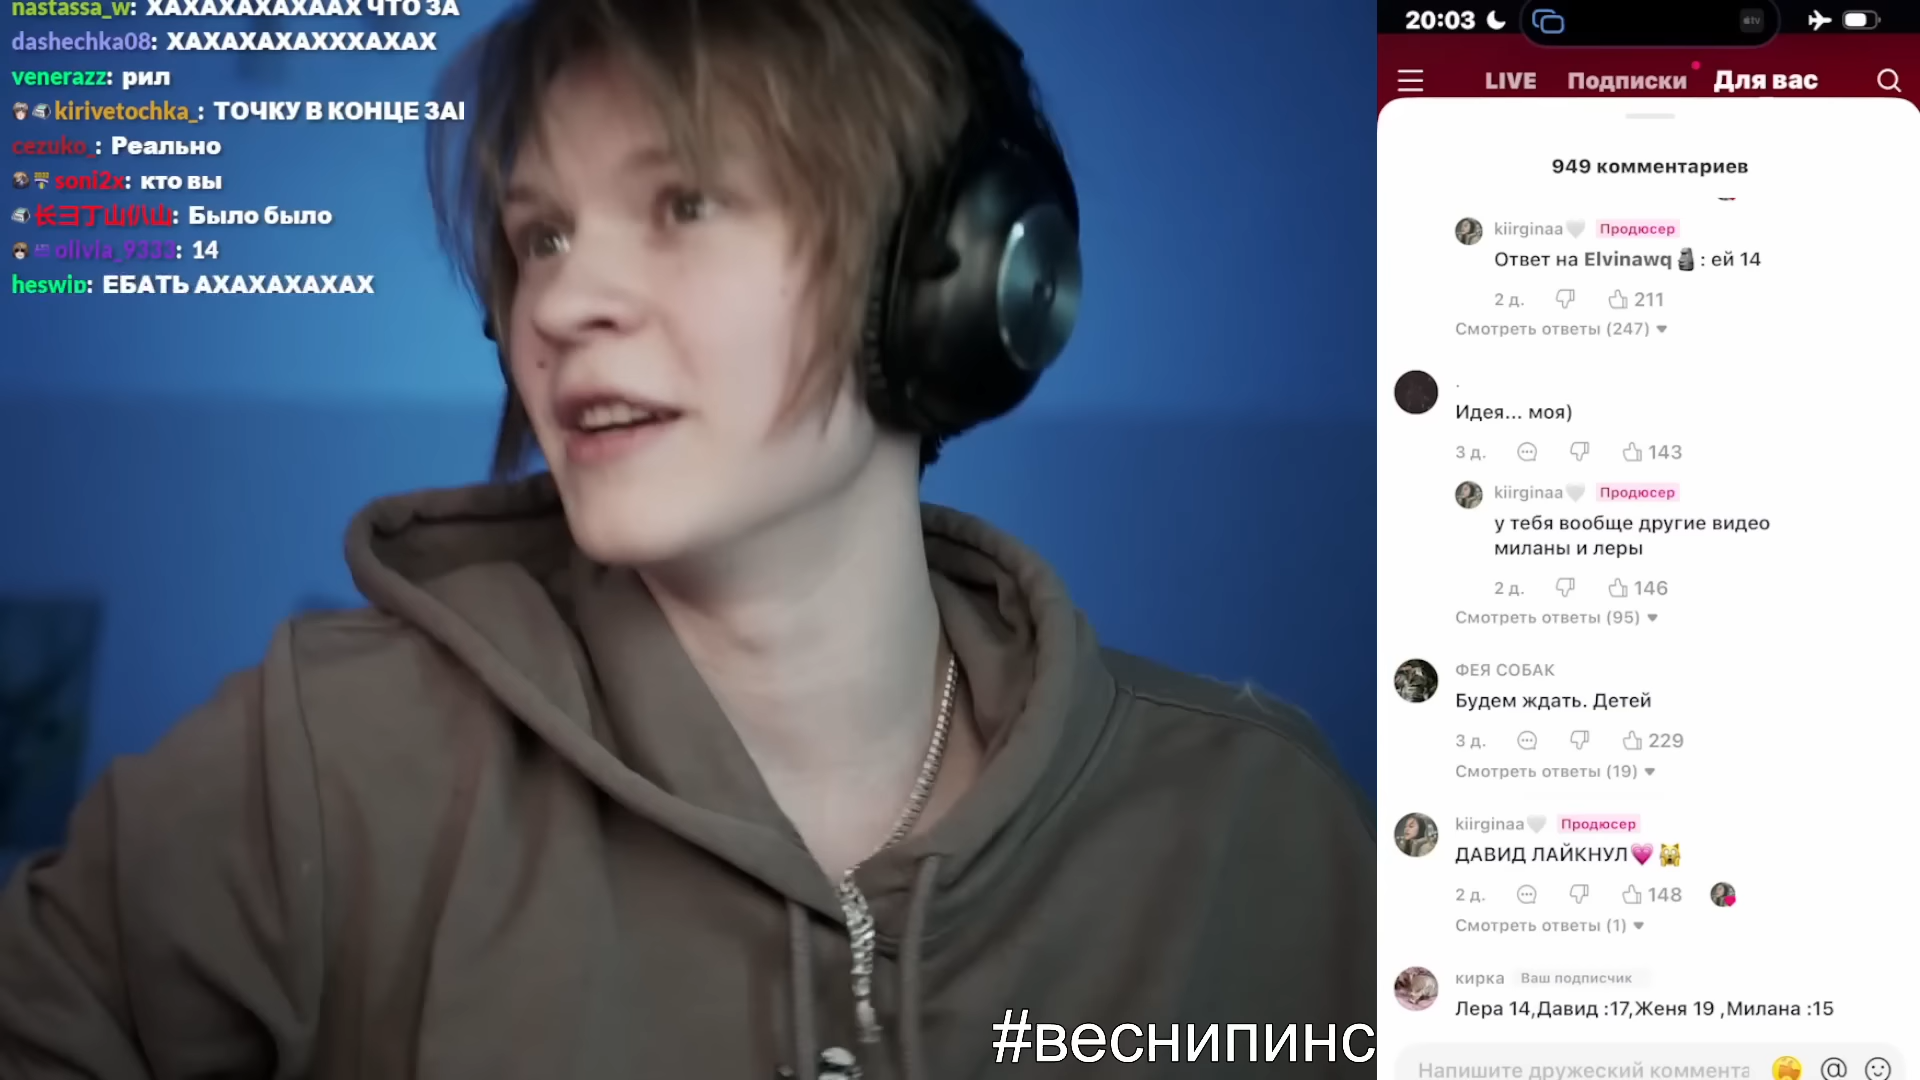 nastassa_w: ХАХАХАХАХААХ ЧТО ЗА
dashechka08: ХАХАХАХАХХХАХАХ
venerazz: рил
kirivetochka_: ТОЧКУ В КОНЦЕ ЗА
cezuko_: Реально
soni2x: кто вы
: Было было
olivia_9333: 14
heswip: ЕБАТЬ АХАХАХАХАХ
#веснипинс
20:03
LIVE Подписки Для вас
949 комментариев
kiirginaa Продюсер
Ответ на Elvinawq : ей 14
2 д. 211
Смотреть ответы (247)
.
Идея... моя)
3 д. 143
kiirginaa Продюсер
у тебя вообще другие видео
миланы и леры
2 д. 146
Смотреть ответы (95)
ФЕЯ СОБАК
Будем ждать. Детей
3 д. 229
Смотреть ответы (19)
kiirginaa Продюсер
ДАВИД ЛАЙКНУЛ
2 д. 148
Смотреть ответы (1)
кирка Ваш подписчик
Лера 14,Давид :17,Женя 19 ,Милана :15
Напишите дружеский коммента